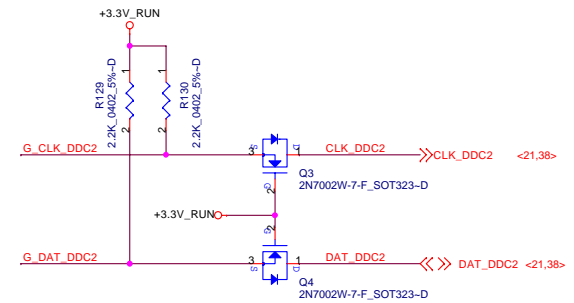 +3.3V_RUN
1
1
R129
2.2K_0402_5%~D
R130
2.2K_0402_5%~D
2
2
G_CLK_DDC2
3
S
D
1
CLK_DDC2
CLK_DDC2
<21,38>
G
2
Q3
2N7002W-7-F_SOT323~D
+3.3V_RUN
2
G
G_DAT_DDC2
3
S
D
1
DAT_DDC2
DAT_DDC2
<21,38>
Q4
2N7002W-7-F_SOT323~D